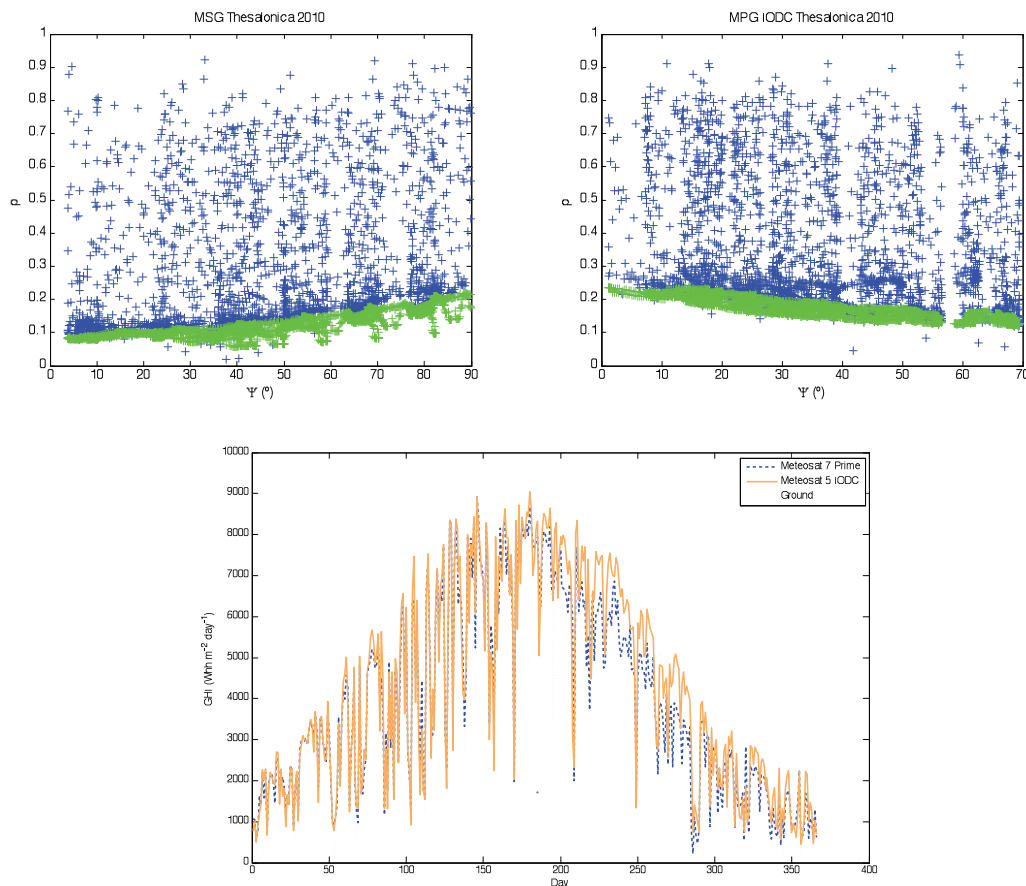 MSG Thesalonica 2010
1
0.9
0.8
0.7
0.6
0.5
0.4
0.3
0.2
0.1
0
ρ
0 10 20 30 40 50 60 70 80 90
Ψ (º)
MPG IODC Thesalonica 2010
1
0.9
0.8
0.7
0.6
0.5
0.4
0.3
0.2
0.1
0
ρ
0 10 20 30 40 50 60 70
Ψ (º)
10000
9000
8000
7000
6000
5000
4000
3000
2000
1000
0
GHI (Whh m⁻² day⁻¹)
Meteosat 7 Prime
Meteosat 5 IODC
Ground
0 50 100 150 200 250 300 350 400
Day